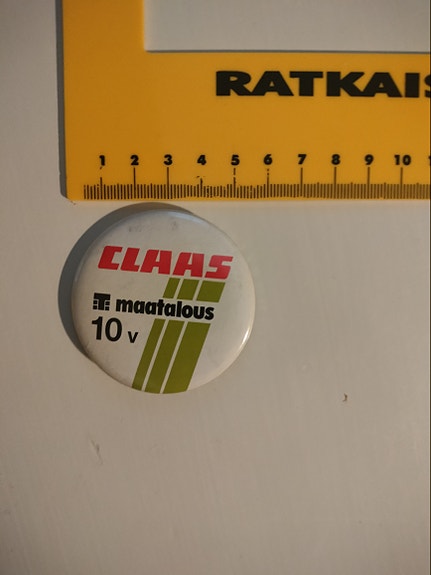 RATKAIS
1 2 3 4 5 6 7 8 9 10
CLAAS
T maatalous
10 v